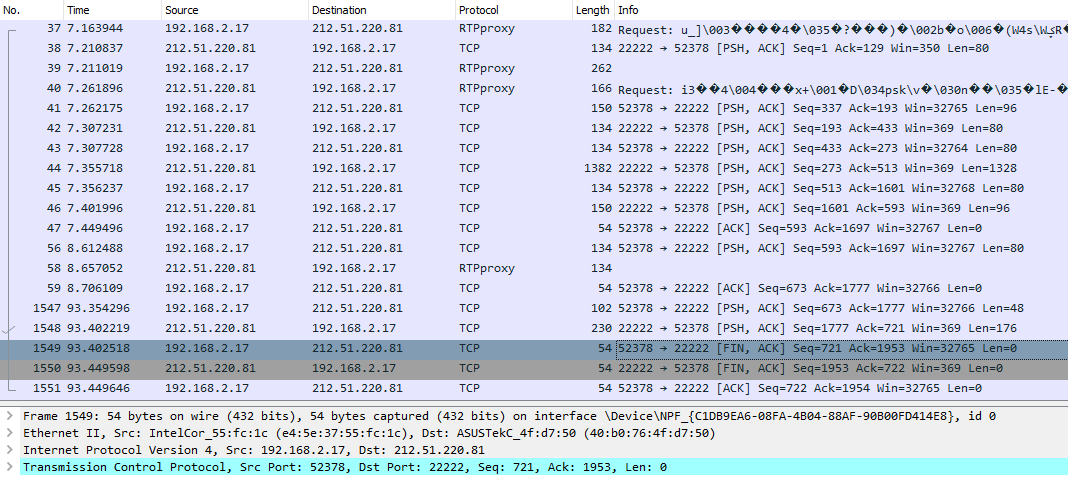 No. Time Source Destination Protocol Length Info
37 7.163944 192.168.2.17 212.51.220.81 RTPproxy 182 Request: u_]\003����4�\035�?���)�\002b�o\006(W4s\W
38 7.210837 212.51.220.81 192.168.2.17 TCP 134 22222 → 52378 [PSH, ACK] Seq=1 Ack=129 Win=350 Len=80
39 7.211019 192.168.2.17 212.51.220.81 RTPproxy 262
40 7.261896 212.51.220.81 192.168.2.17 RTPproxy 166 Request: i3��4\004���x+\001�D\034psk\v�\030n��\035�lE-�
41 7.262175 192.168.2.17 212.51.220.81 TCP 150 52378 → 22222 [PSH, ACK] Seq=337 Ack=193 Win=32765 Len=96
42 7.307231 212.51.220.81 192.168.2.17 TCP 134 22222 → 52378 [PSH, ACK] Seq=193 Ack=433 Win=369 Len=80
43 7.307728 192.168.2.17 212.51.220.81 TCP 134 52378 → 22222 [PSH, ACK] Seq=433 Ack=273 Win=32764 Len=80
44 7.355718 212.51.220.81 192.168.2.17 TCP 1382 22222 → 52378 [PSH, ACK] Seq=273 Ack=513 Win=369 Len=1328
45 7.356237 192.168.2.17 212.51.220.81 TCP 134 52378 → 22222 [PSH, ACK] Seq=513 Ack=1601 Win=32768 Len=80
46 7.401996 212.51.220.81 192.168.2.17 TCP 150 22222 → 52378 [PSH, ACK] Seq=1601 Ack=593 Win=369 Len=96
47 7.449496 192.168.2.17 212.51.220.81 TCP 54 52378 → 22222 [ACK] Seq=593 Ack=1697 Win=32767 Len=0
56 8.612488 192.168.2.17 212.51.220.81 TCP 134 52378 → 22222 [PSH, ACK] Seq=593 Ack=1697 Win=32767 Len=80
58 8.657052 212.51.220.81 192.168.2.17 RTPproxy 134
59 8.706109 192.168.2.17 212.51.220.81 TCP 54 52378 → 22222 [ACK] Seq=673 Ack=1777 Win=32766 Len=0
1547 93.354296 192.168.2.17 212.51.220.81 TCP 102 52378 → 22222 [PSH, ACK] Seq=673 Ack=1777 Win=32766 Len=48
1548 93.402219 212.51.220.81 192.168.2.17 TCP 230 22222 → 52378 [PSH, ACK] Seq=1777 Ack=721 Win=369 Len=176
1549 93.402518 192.168.2.17 212.51.220.81 TCP 54 52378 → 22222 [FIN, ACK] Seq=721 Ack=1953 Win=32765 Len=0
1550 93.449598 212.51.220.81 192.168.2.17 TCP 54 22222 → 52378 [FIN, ACK] Seq=1953 Ack=722 Win=369 Len=0
1551 93.449646 192.168.2.17 212.51.220.81 TCP 54 52378 → 22222 [ACK] Seq=722 Ack=1954 Win=32765 Len=0
Frame 1549: 54 bytes on wire (432 bits), 54 bytes captured (432 bits) on interface \Device\NPF_{C1DB9EA6-08FA-4B04-88AF-90B00FD414E8}, id 0
Ethernet II, Src: IntelCor_55:fc:1c (e4:5e:37:55:fc:1c), Dst: ASUSTekC_4f:d7:50 (40:b0:76:4f:d7:50)
Internet Protocol Version 4, Src: 192.168.2.17, Dst: 212.51.220.81
Transmission Control Protocol, Src Port: 52378, Dst Port: 22222, Seq: 721, Ack: 1953, Len: 0